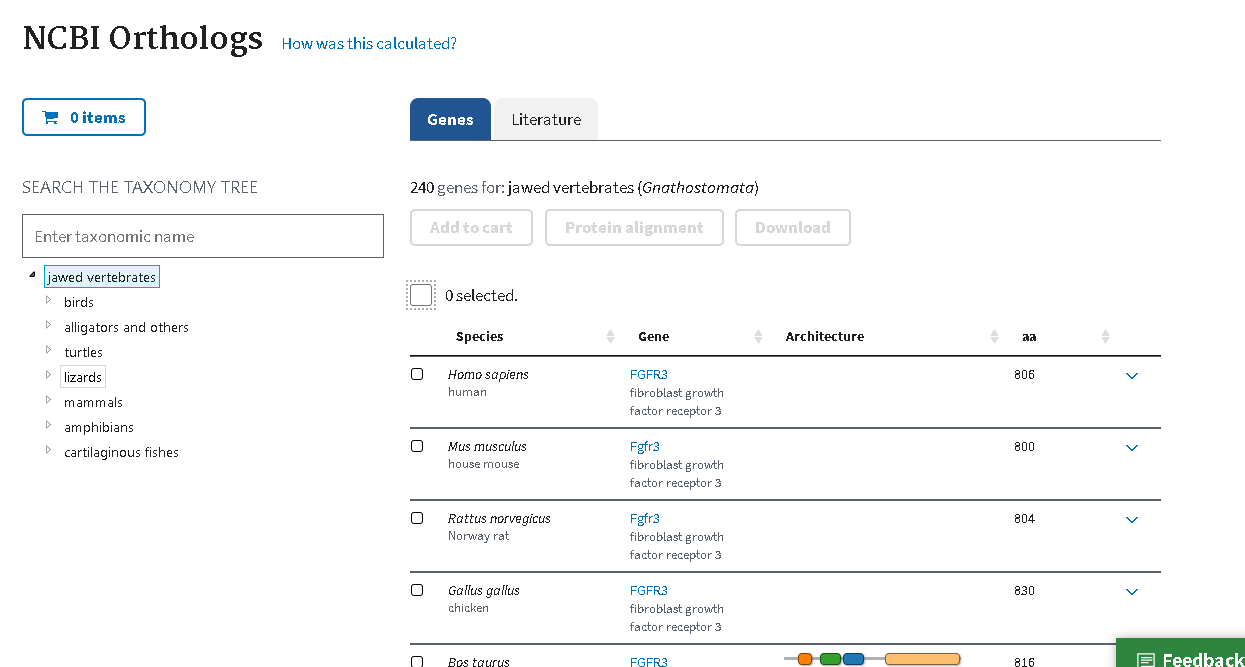 NCBI Orthologs How was this calculated?
0 items
Genes Literature
SEARCH THE TAXONOMY TREE
240 genes for: jawed vertebrates (Gnathostomata)
Enter taxonomic name
Add to cart Protein alignment Download
jawed vertebrates
birds
alligators and others
turtles
lizards
mammals
amphibians
cartilaginous fishes
0 selected.
Species Gene Architecture aa
Homo sapiens FGFR3 806
human fibroblast growth
factor receptor 3
Mus musculus Fgfr3 800
house mouse fibroblast growth
factor receptor 3
Rattus norvegicus Fgfr3 804
Norway rat fibroblast growth
factor receptor 3
Gallus gallus FGFR3 830
chicken fibroblast growth
factor receptor 3
Bos taurus FGFR3 816
Feedback